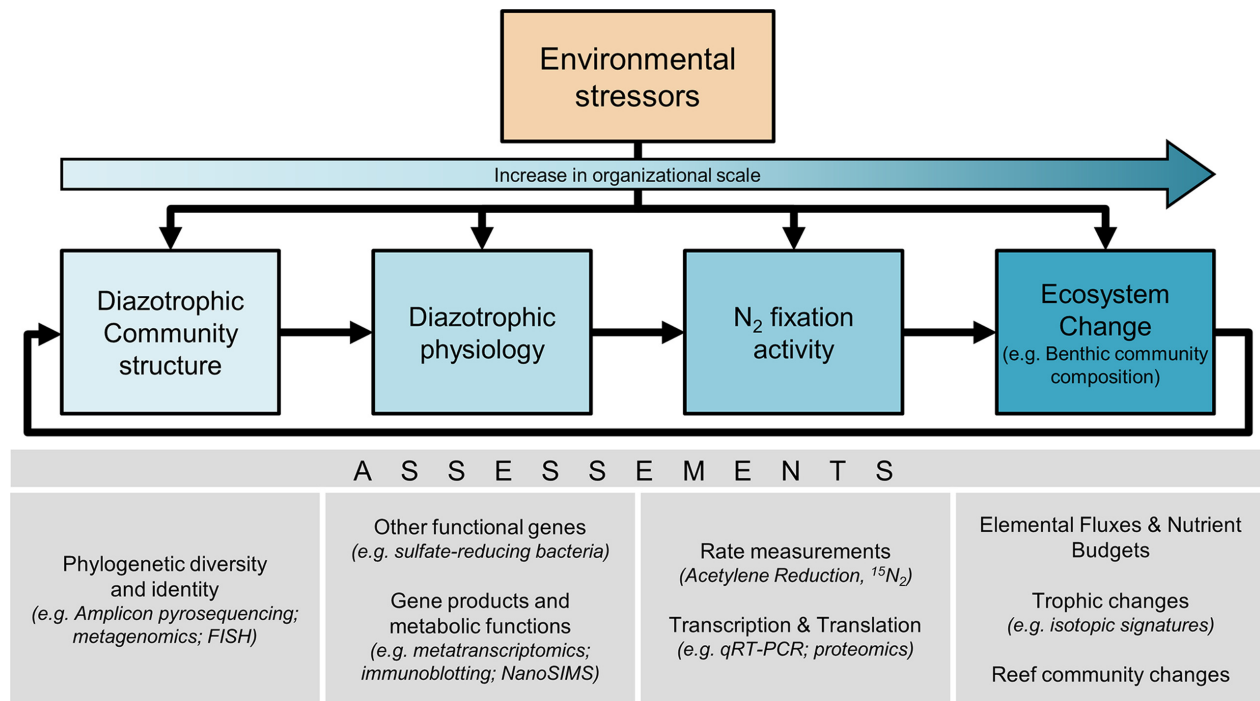 Environmental
stressors
Increase in organizational scale
Diazotrophic
Community
structure
Diazotrophic
physiology
N₂ fixation
activity
Ecosystem
Change
(e.g. Benthic community
composition)
A S S E S S E M E N T S
Phylogenetic diversity
and identity
(e.g. Amplicon pyrosequencing;
metagenomics; FISH)
Other functional genes
(e.g. sulfate-reducing bacteria)
Gene products and
metabolic functions
(e.g. metatranscriptomics;
immunoblotting; NanoSIMS)
Rate measurements
(Acetylene Reduction, ¹⁵N₂)
Transcription & Translation
(e.g. qRT-PCR; proteomics)
Elemental Fluxes & Nutrient
Budgets
Trophic changes
(e.g. isotopic signatures)
Reef community changes